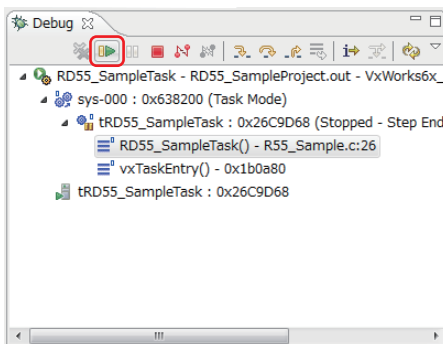 Debug
RD55_SampleTask - RD55_SampleProject.out - VxWorks6x_
sys-000 : 0x638200 (Task Mode)
tRD55_SampleTask : 0x26C9D68 (Stopped - Step End
RD55_SampleTask() - R55_Sample.c:26
vxTaskEntry() - 0x1b0a80
tRD55_SampleTask : 0x26C9D68